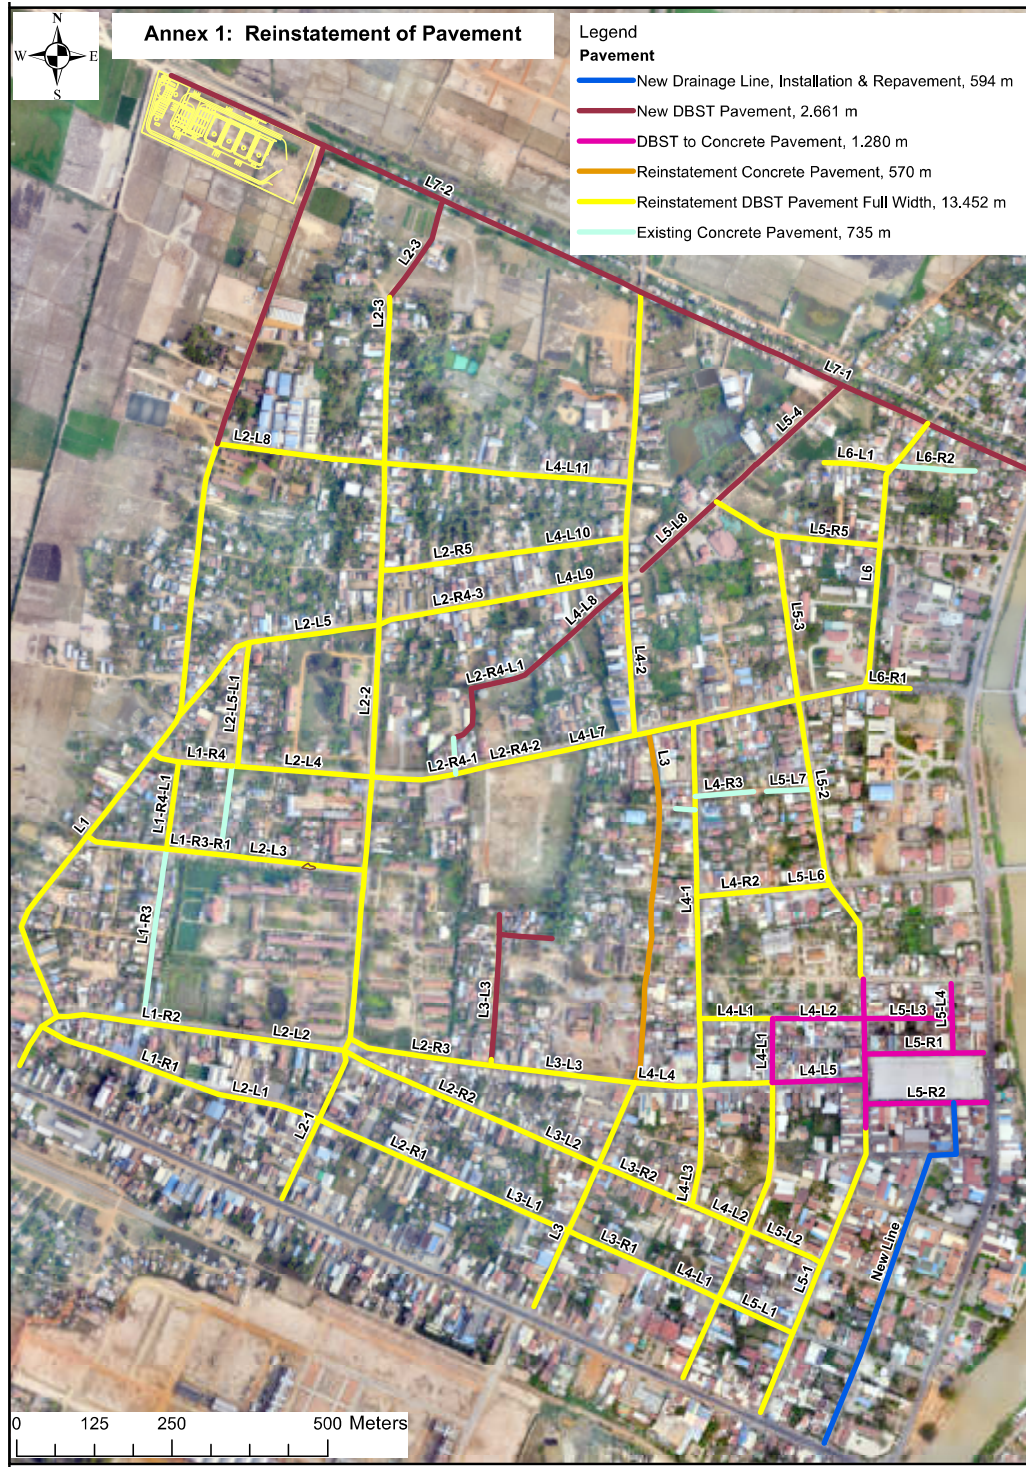 N
W E
S
Annex 1: Reinstatement of Pavement
Legend
Pavement
New Drainage Line, Installation & Repavement, 594 m
New DBST Pavement, 2.661 m
DBST to Concrete Pavement, 1.280 m
Reinstatement Concrete Pavement, 570 m
Reinstatement DBST Pavement Full Width, 13.452 m
Existing Concrete Pavement, 735 m
L7-2
L2-3
L2-3
L7-1
L5-4
L2-L8
L4-L11
L6-L1
L6-R2
L5-L8
L5-R5
L4-L10
L2-R5
L6
L4-L9
L2-R4-3
L4-L8
L5-3
L2-L5
L4-2
L2-R4-L1
L6-R1
L2-L5-L1
L2-2
L4-L7
L2-R4-2
L2-R4-1
L1-R4
L2-L4
L3
L4-R3
L5-L7
L5-2
L1-R4-L1
L1
L1-R3-R1
L2-L3
L4-R2
L5-L6
L4-1
L1-R3
L3-L3
L5-L4
L1-R2
L2-L2
L4-L1
L4-L2
L5-L3
L2-R3
L3-L3
L4-L4
L4-L1
L4-L5
L5-R1
L5-R2
L1-R1
L2-L1
L2-R2
L2-1
L2-R1
L3-L2
L3-R2
L4-L3
L4-L2
L5-L2
L3-L1
L3
L3-R1
L4-L1
L5-L1
L5-1
New Line
0 125 250 500 Meters